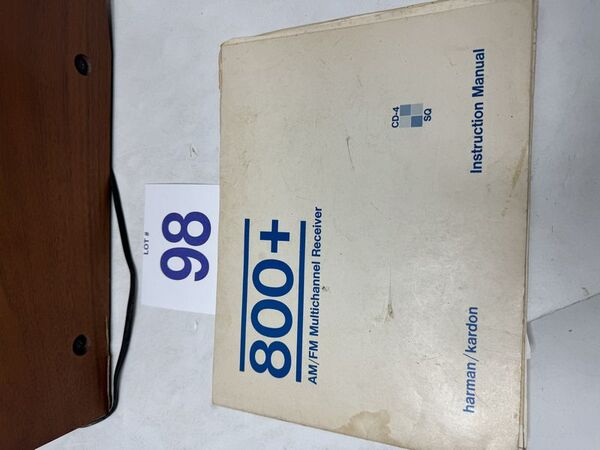 LOT #
98
800+
AM/FM Multichannel Receiver
CD-4
SQ
harman/kardon
Instruction Manual